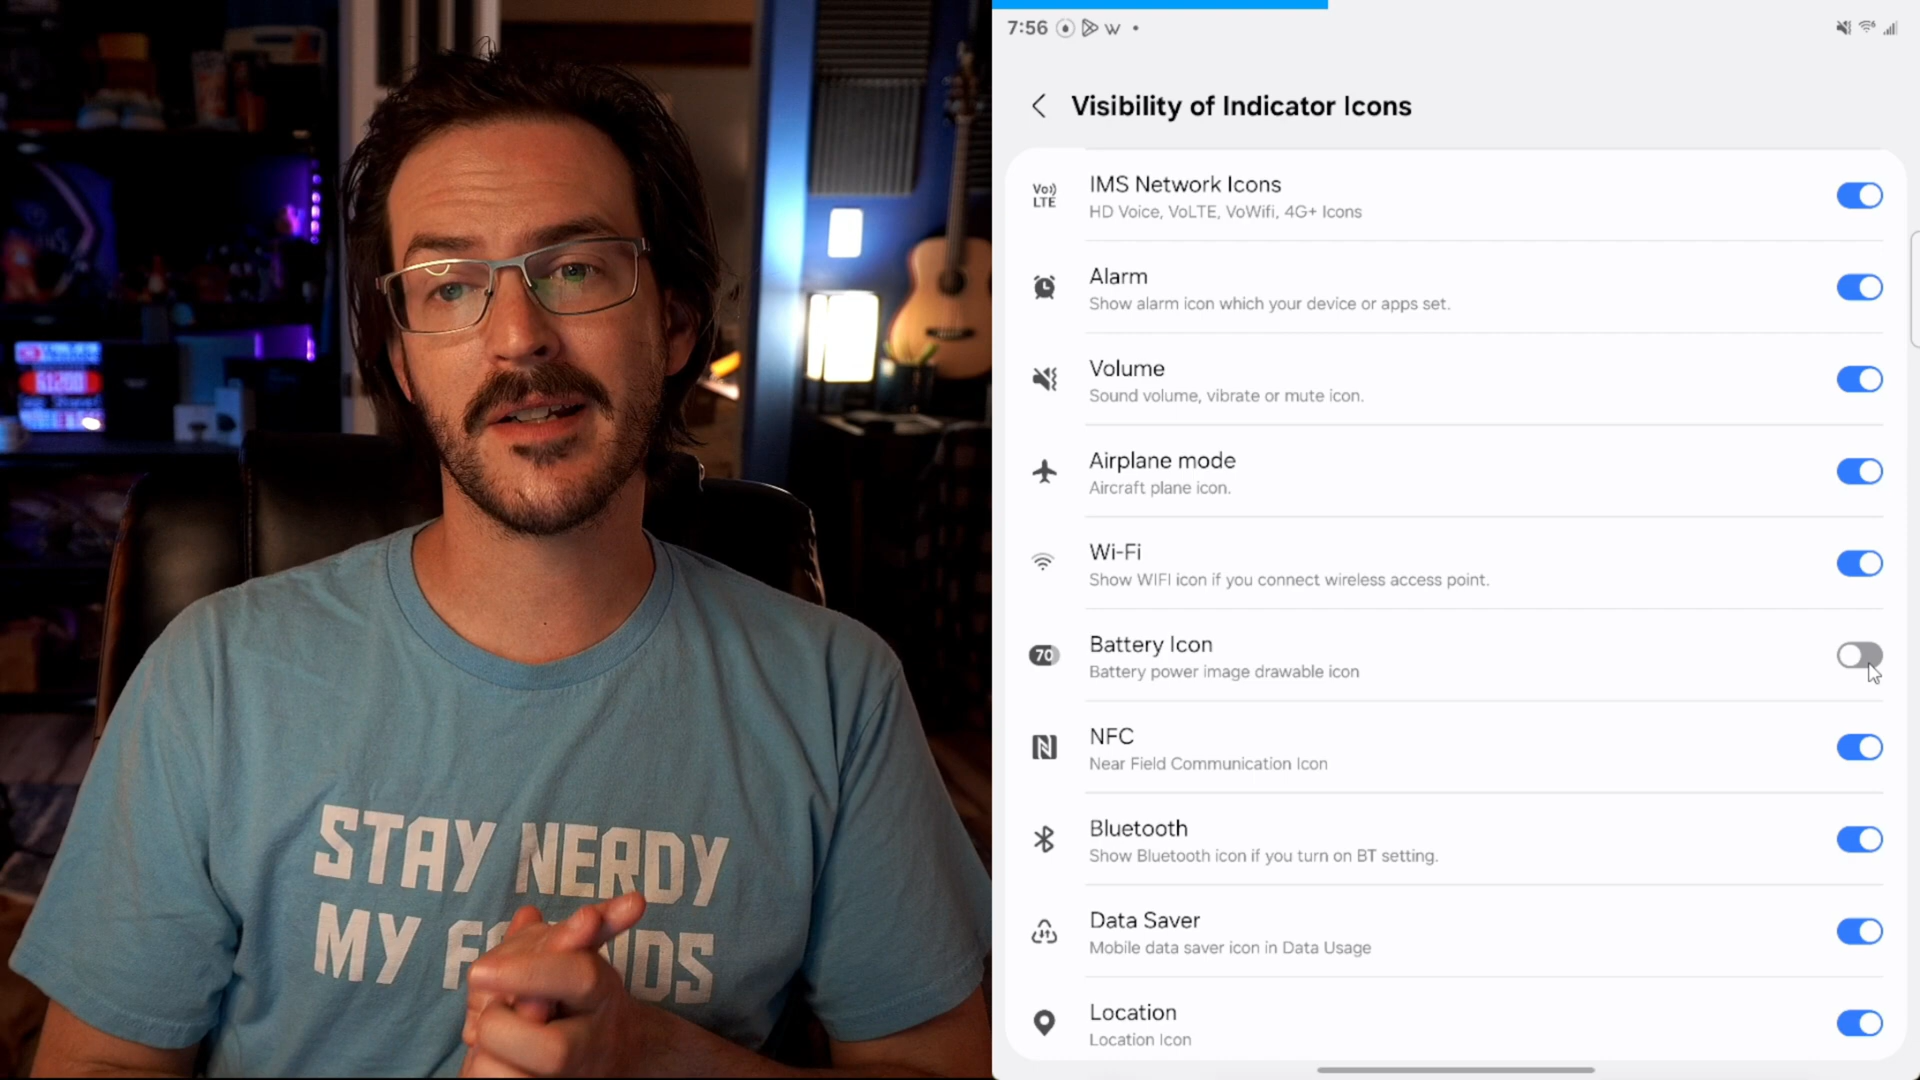 STAY NERDY
MY F
NDS
61200
7:56
Visibility of Indicator Icons
Vo))
LTE
IMS Network Icons
HD Voice, VoLTE, VoWifi, 4G+ Icons
Alarm
Show alarm icon which your device or apps set.
Volume
Sound volume, vibrate or mute icon.
Airplane mode
Aircraft plane icon.
Wi-Fi
Show WIFI icon if you connect wireless access point.
70
Battery Icon
Battery power image drawable icon
NFC
Near Field Communication Icon
Bluetooth
Show Bluetooth icon if you turn on BT setting.
Data Saver
Mobile data saver icon in Data Usage
Location
Location Icon